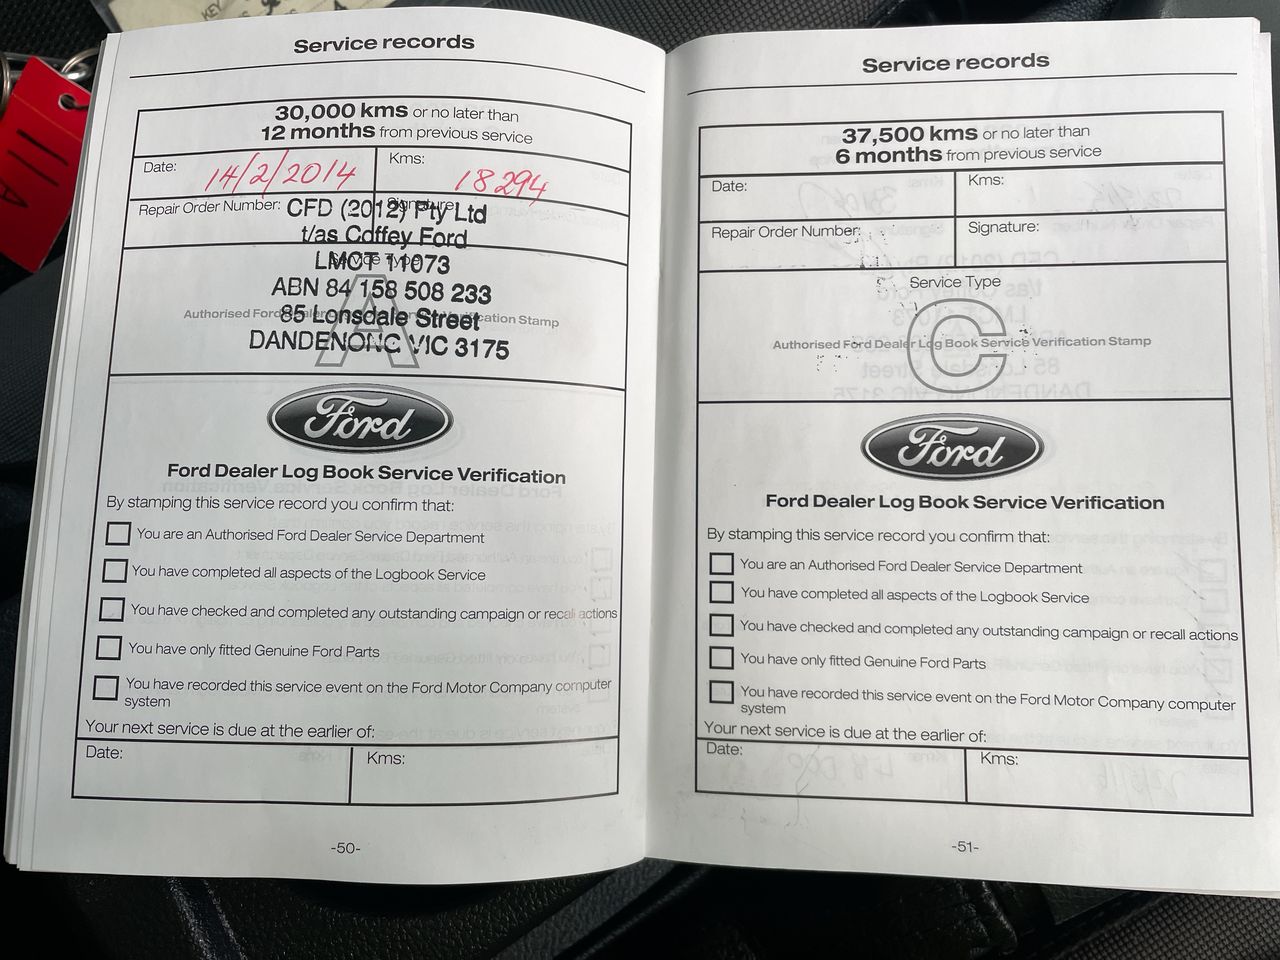 KEY
111A
Service records
30,000 kms or no later than
12 months from previous service
Date: 14/2/2014 Kms: 18294
Repair Order Number: Signature:
CFD (2012) Pty Ltd
t/as Coffey Ford
LMCT 11073
Service Type
ABN 84 158 508 233
A
Authorised Ford Dealer Log Book Service Verification Stamp
85 Lonsdale Street
DANDENONG VIC 3175
Ford
Ford Dealer Log Book Service Verification
By stamping this service record you confirm that:
You are an Authorised Ford Dealer Service Department
You have completed all aspects of the Logbook Service
You have checked and completed any outstanding campaign or recall actions
You have only fitted Genuine Ford Parts
You have recorded this service event on the Ford Motor Company computer
system
Your next service is due at the earlier of:
Date: Kms:
-50-
Service records
37,500 kms or no later than
6 months from previous service
Date: Kms:
Repair Order Number: Signature:
Service Type
C
Authorised Ford Dealer Log Book Service Verification Stamp
Ford
Ford Dealer Log Book Service Verification
By stamping this service record you confirm that:
You are an Authorised Ford Dealer Service Department
You have completed all aspects of the Logbook Service
You have checked and completed any outstanding campaign or recall actions
You have only fitted Genuine Ford Parts
You have recorded this service event on the Ford Motor Company computer
system
Your next service is due at the earlier of:
Date: Kms:
-51-